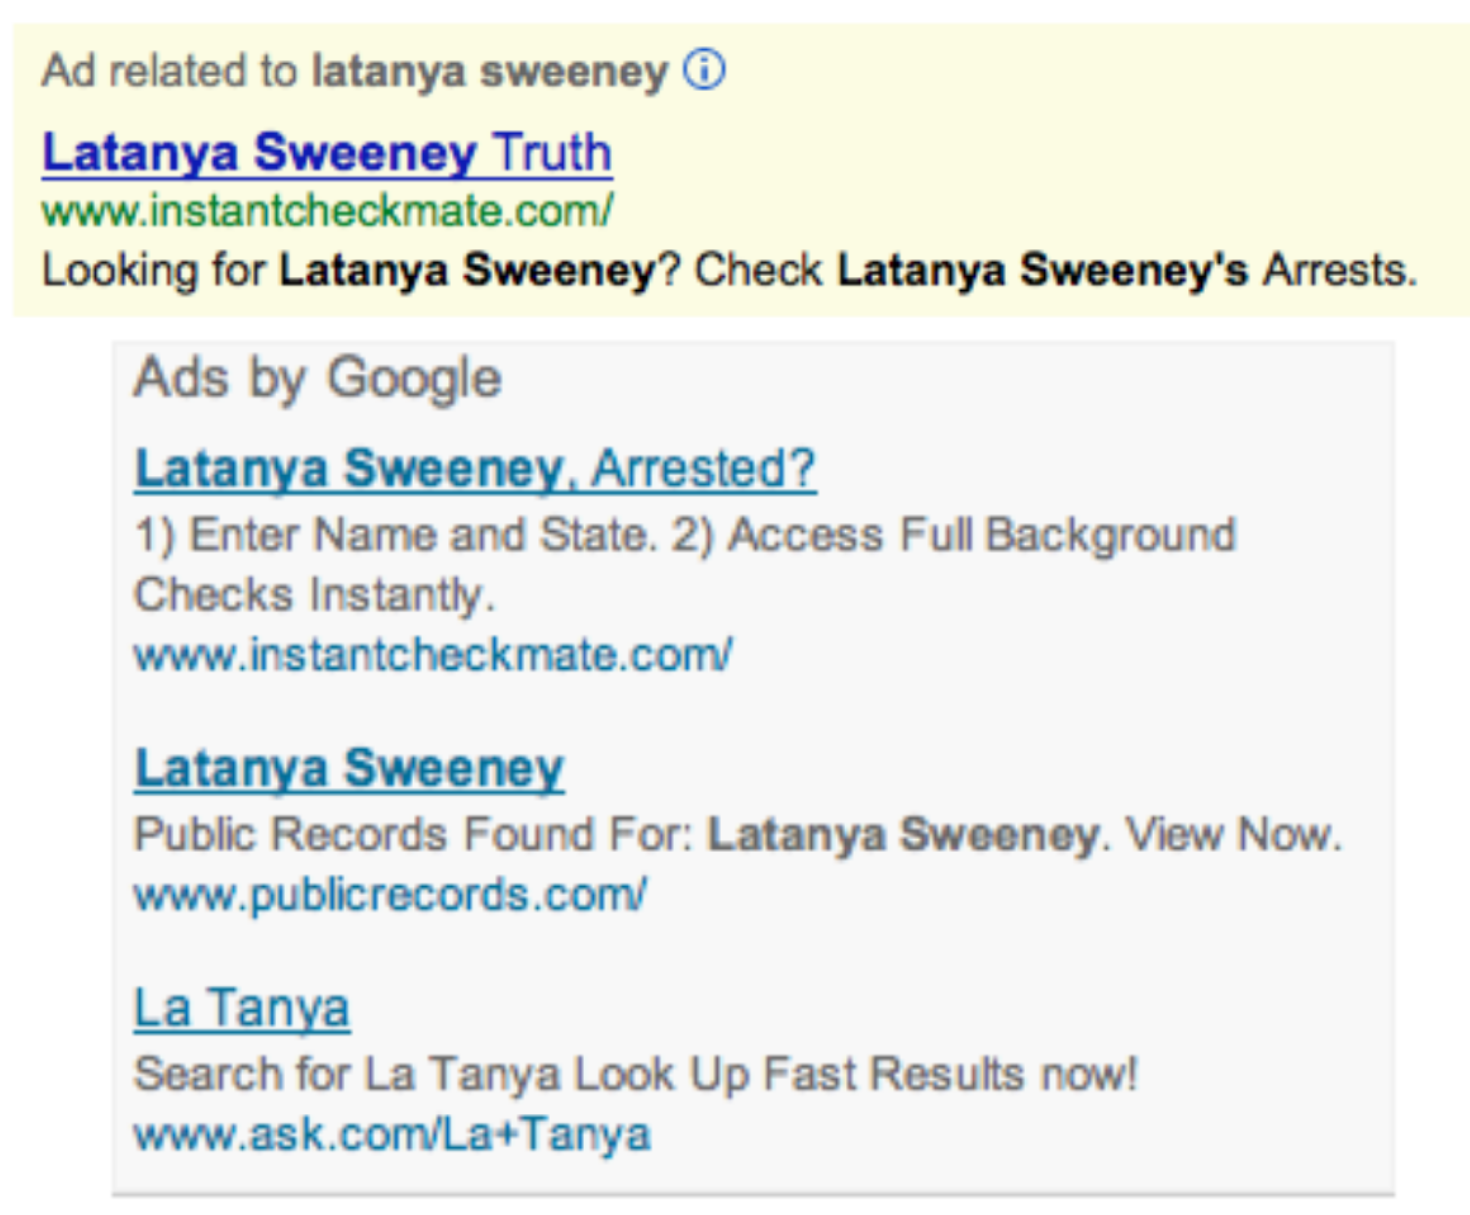 Ad related to latanya sweeney ⓘ
Latanya Sweeney Truth
www.instantcheckmate.com/
Looking for Latanya Sweeney? Check Latanya Sweeney's Arrests.
Ads by Google
Latanya Sweeney, Arrested?
1) Enter Name and State. 2) Access Full Background
Checks Instantly.
www.instantcheckmate.com/
Latanya Sweeney
Public Records Found For: Latanya Sweeney. View Now.
www.publicrecords.com/
La Tanya
Search for La Tanya Look Up Fast Results now!
www.ask.com/La+Tanya